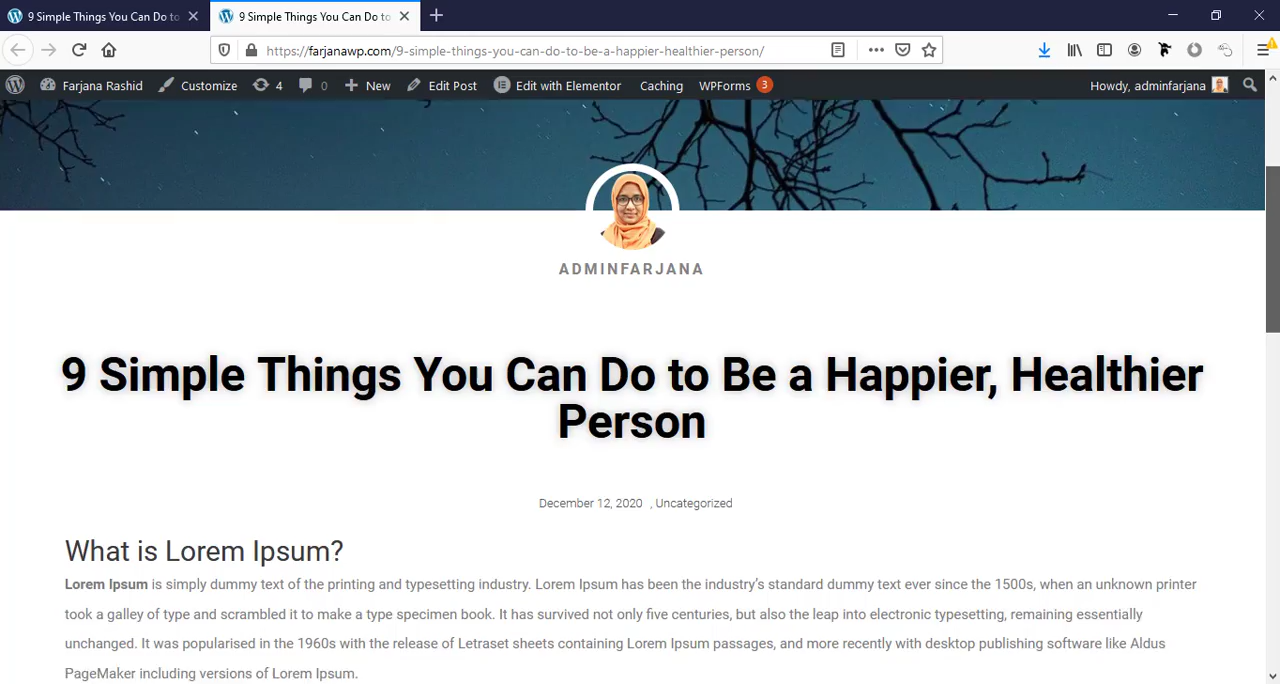 9 Simple Things You Can Do to
9 Simple Things You Can Do to
https://farjanawp.com/9-simple-things-you-can-do-to-be-a-happier-healthier-person/
Farjana Rashid Customize 4 0 New Edit Post Edit with Elementor Caching WPForms 3 Howdy, adminfarjana
ADMINFARJANA
9 Simple Things You Can Do to Be a Happier, Healthier
Person
December 12, 2020 , Uncategorized
What is Lorem Ipsum?
Lorem Ipsum is simply dummy text of the printing and typesetting industry. Lorem Ipsum has been the industry’s standard dummy text ever since the 1500s, when an unknown printer
took a galley of type and scrambled it to make a type specimen book. It has survived not only five centuries, but also the leap into electronic typesetting, remaining essentially
unchanged. It was popularised in the 1960s with the release of Letraset sheets containing Lorem Ipsum passages, and more recently with desktop publishing software like Aldus
PageMaker including versions of Lorem Ipsum.